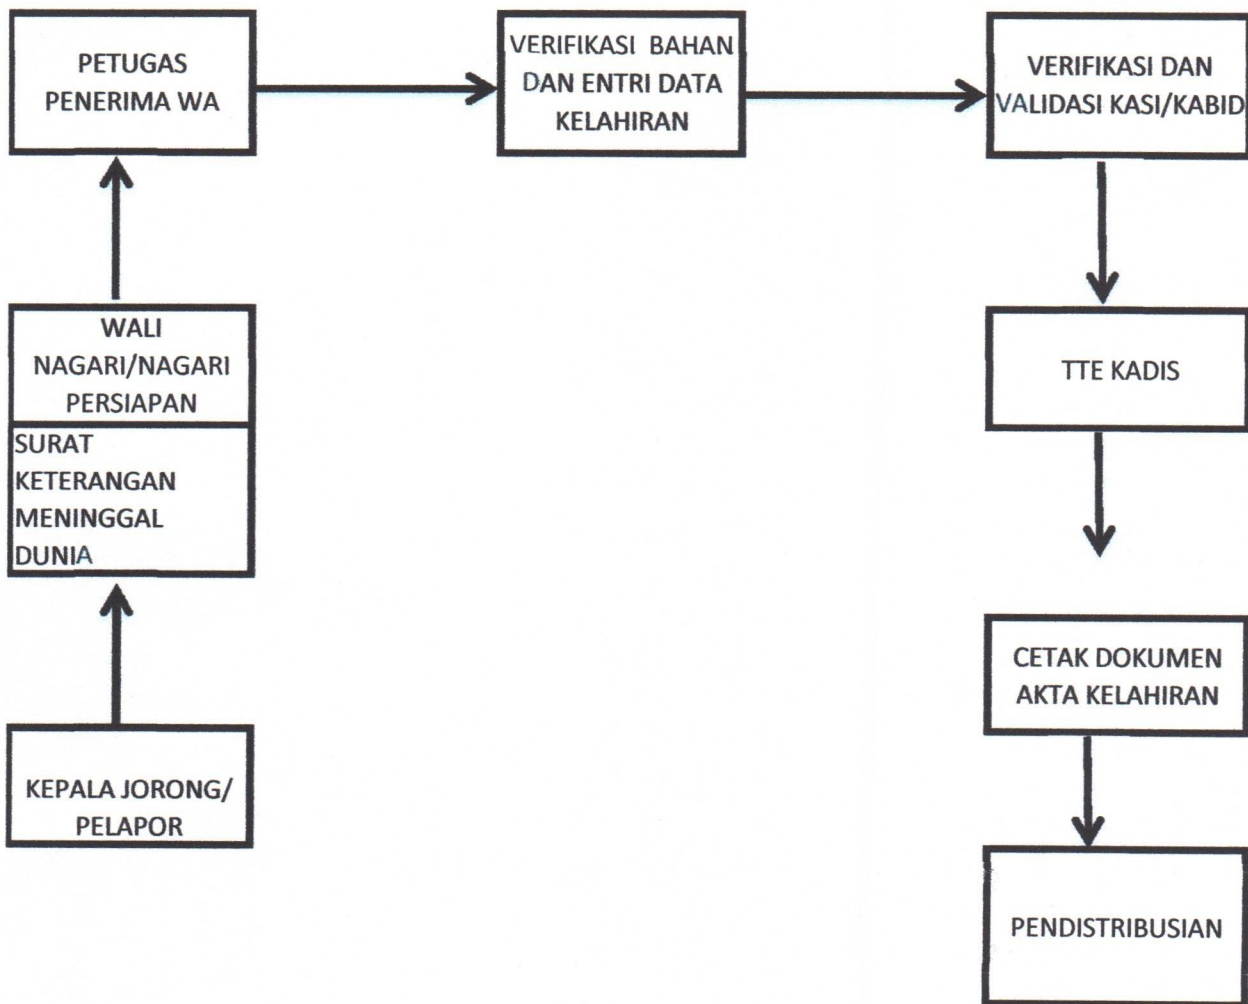 PETUGAS
PENERIMA WA
VERIFIKASI BAHAN
DAN ENTRI DATA
KELAHIRAN
VERIFIKASI DAN
VALIDASI KASI/KABID
WALI
NAGARI/NAGARI
PERSIAPAN
SURAT
KETERANGAN
MENINGGAL
DUNIA
TTE KADIS
KEPALA JORONG/
PELAPOR
CETAK DOKUMEN
AKTA KELAHIRAN
PENDISTRIBUSIAN